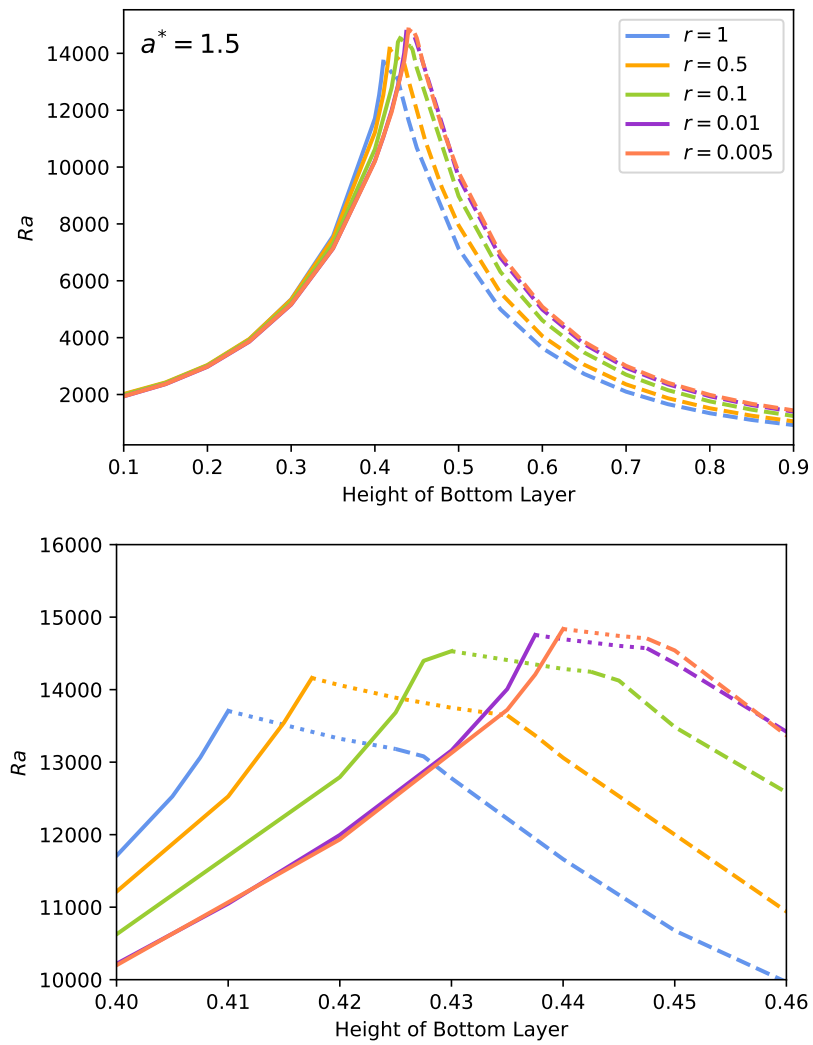 a* = 1.5
r = 1
r = 0.5
r = 0.1
r = 0.01
r = 0.005
14000
12000
10000
8000
6000
4000
2000
Ra
0.1 0.2 0.3 0.4 0.5 0.6 0.7 0.8 0.9
Height of Bottom Layer
16000
15000
14000
13000
12000
11000
10000
Ra
0.40 0.41 0.42 0.43 0.44 0.45 0.46
Height of Bottom Layer